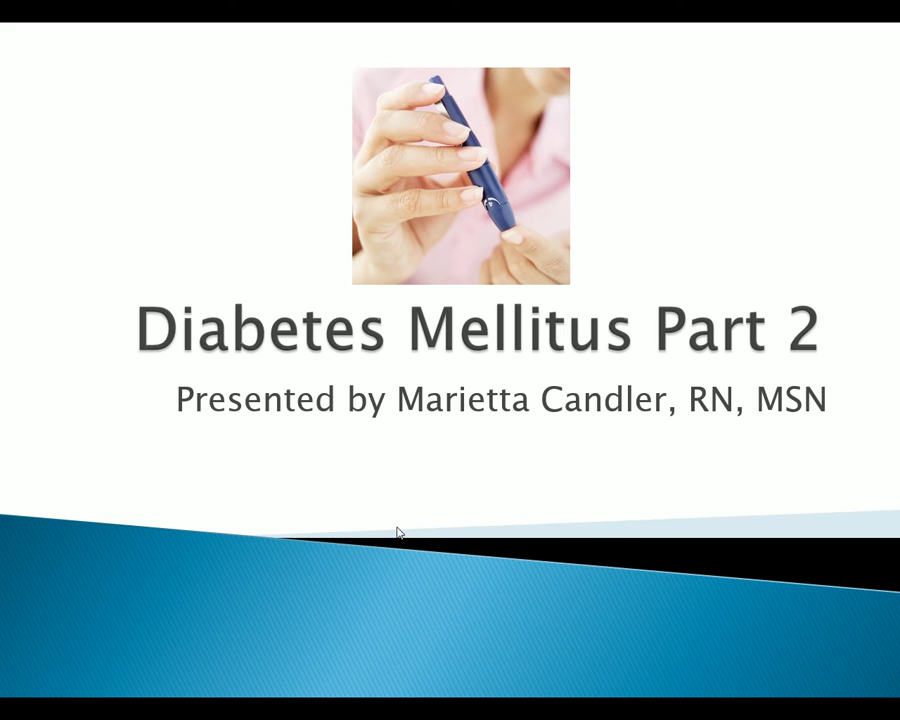 Diabetes Mellitus Part 2
Presented by Marietta Candler, RN, MSN